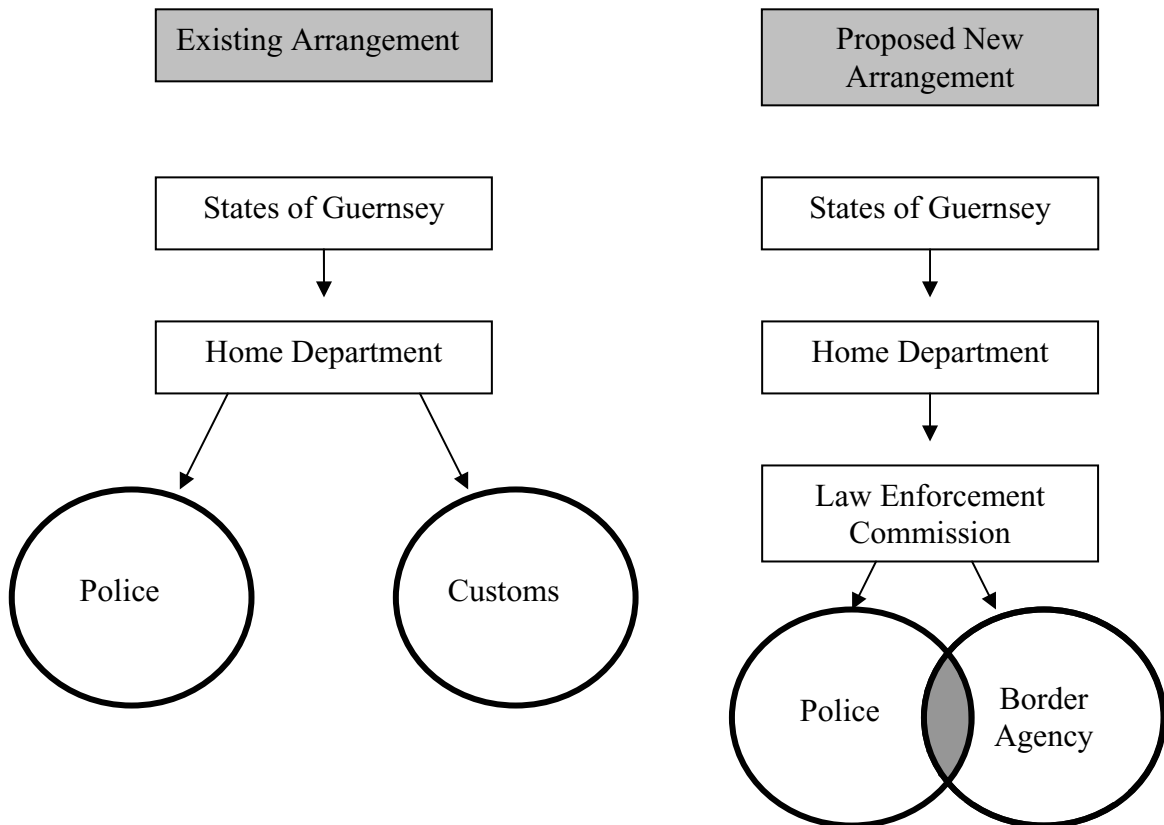 Existing Arrangement
States of Guernsey
Home Department
Police
Customs
Proposed New
Arrangement
States of Guernsey
Home Department
Law Enforcement
Commission
Police
Border
Agency